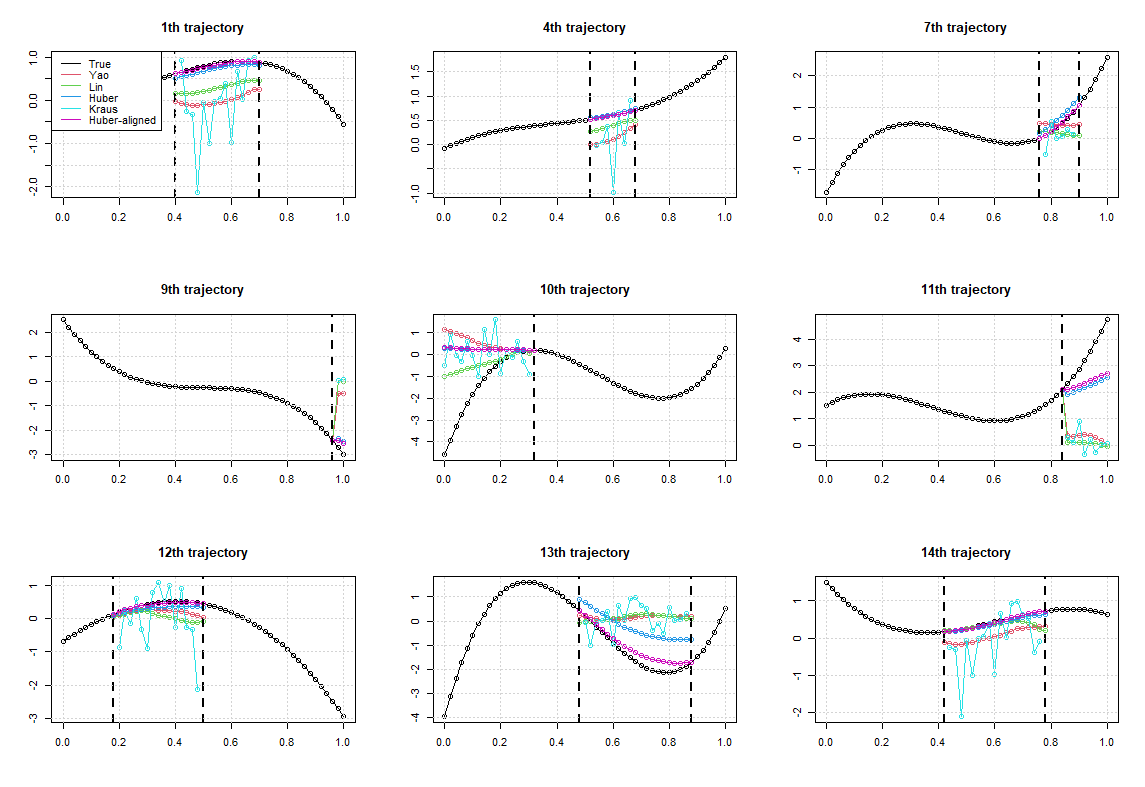 1th trajectory
1.0
0.0
-1.0
-2.0
True
Yao
Lin
Huber
Kraus
Huber-aligned
0.0 0.2 0.4 0.6 0.8 1.0
4th trajectory
1.5
1.0
0.5
0.0
-1.0
0.0 0.2 0.4 0.6 0.8 1.0
7th trajectory
2
1
0
-1
0.0 0.2 0.4 0.6 0.8 1.0
9th trajectory
2
1
0
-1
-2
-3
0.0 0.2 0.4 0.6 0.8 1.0
10th trajectory
1
0
-1
-2
-4
0.0 0.2 0.4 0.6 0.8 1.0
11th trajectory
4
3
2
1
0
0.0 0.2 0.4 0.6 0.8 1.0
12th trajectory
1
0
-1
-2
-3
0.0 0.2 0.4 0.6 0.8 1.0
13th trajectory
1
0
-1
-2
-3
-4
0.0 0.2 0.4 0.6 0.8 1.0
14th trajectory
1
0
-1
-2
0.0 0.2 0.4 0.6 0.8 1.0